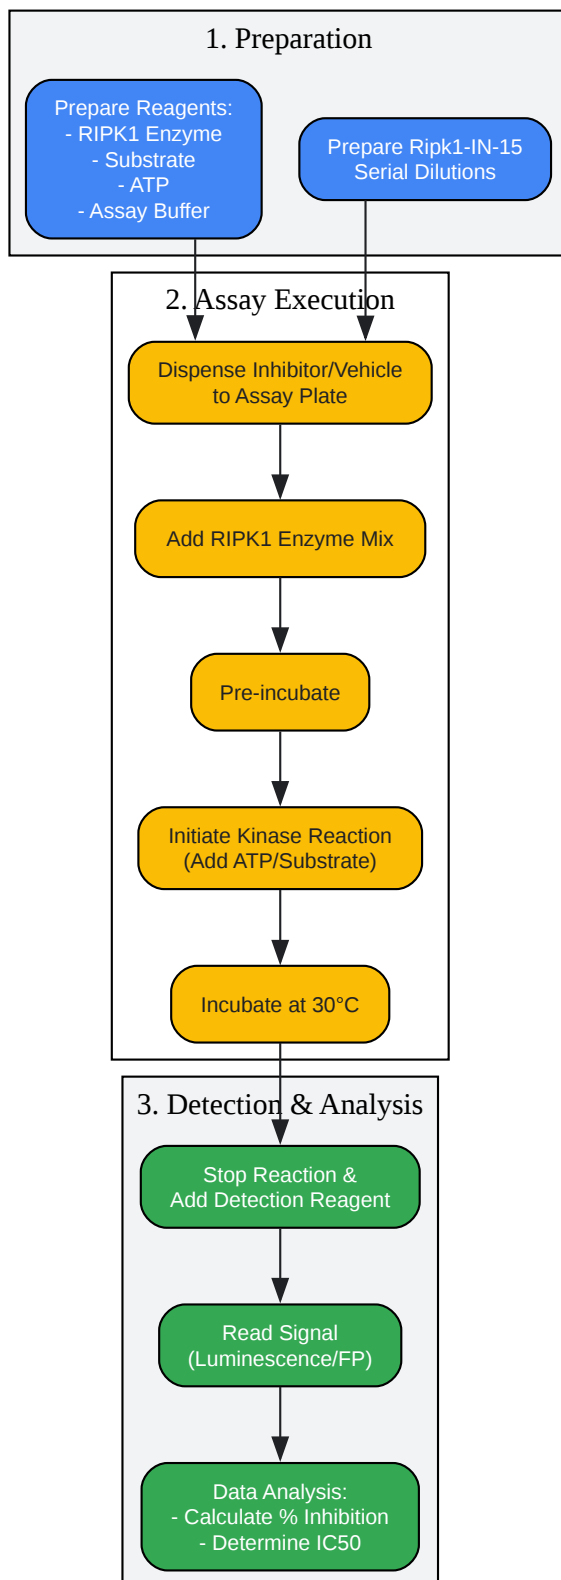 1. Preparation
Prepare Reagents:
- RIPK1 Enzyme
- Substrate
- ATP
- Assay Buffer
Prepare Ripk1-IN-15
Serial Dilutions
2. Assay Execution
Dispense Inhibitor/Vehicle
to Assay Plate
Add RIPK1 Enzyme Mix
Pre-incubate
Initiate Kinase Reaction
(Add ATP/Substrate)
Incubate at 30°C
3. Detection & Analysis
Stop Reaction &
Add Detection Reagent
Read Signal
(Luminescence/FP)
Data Analysis:
- Calculate % Inhibition
- Determine IC50